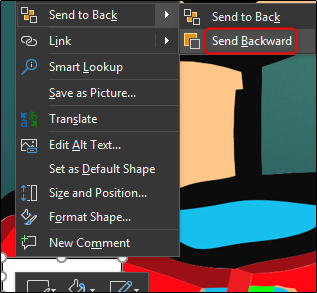 Send to Back
Link
Smart Lookup
Save as Picture...
Translate
Edit Alt Text...
Set as Default Shape
Size and Position...
Format Shape...
New Comment
Send to Back
Send Backward